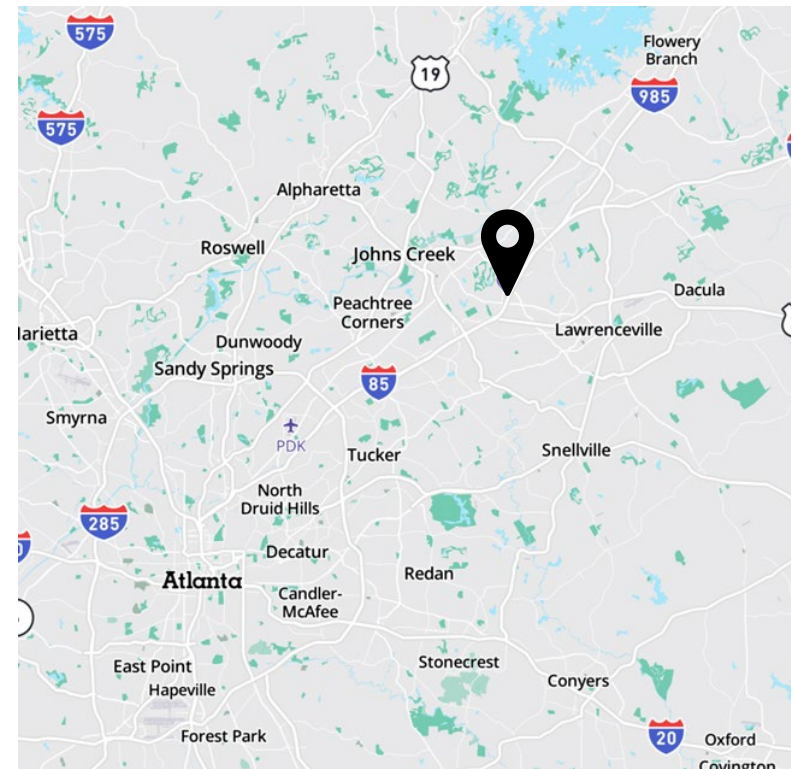 575
Flowery
Branch
19
985
575
Alpharetta
Roswell
Johns Creek
Dacula
Peachtree
Corners
Lawrenceville
Dunwoody
Sandy Springs
85
Smyrna
PDK
Tucker
Snellville
North
Druid Hills
285
Decatur
Atlanta
Redan
Candler-
McAfee
East Point
Stonecrest
Hapeville
Conyers
Forest Park
20
Oxford
Covington